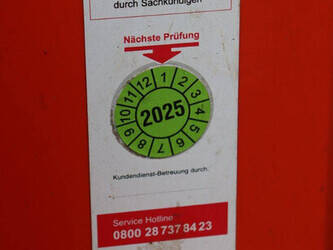 durch Sachkundigen
Nächste Prüfung
12 1 2 3 4 5 6 7 8 9 10 11
2025
Kundendienst-Betreuung durch:
Service Hotline
0800 28 737 84 23